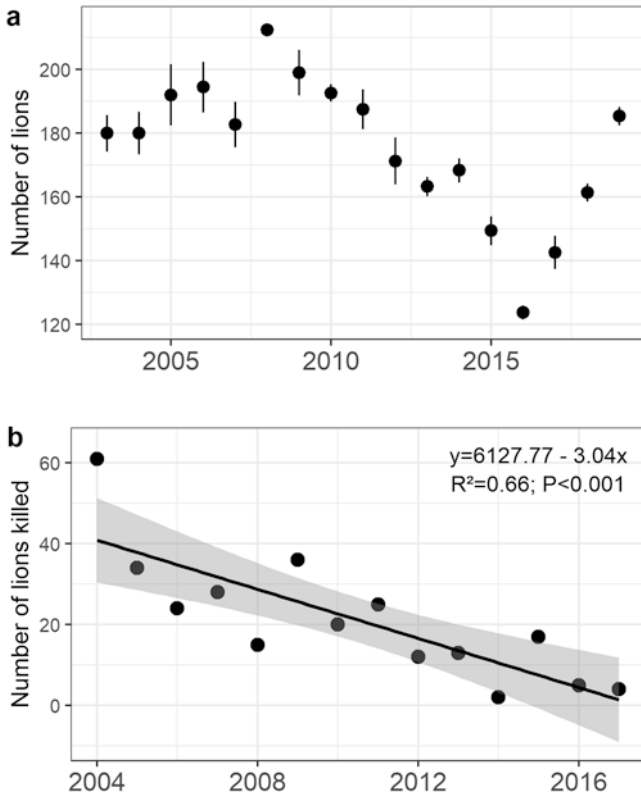 a
Number of lions
200
180
160
140
120
2005 2010 2015
b
Number of lions killed
y=6127.77 - 3.04x
R²=0.66; P<0.001
60
40
20
0
2004 2008 2012 2016